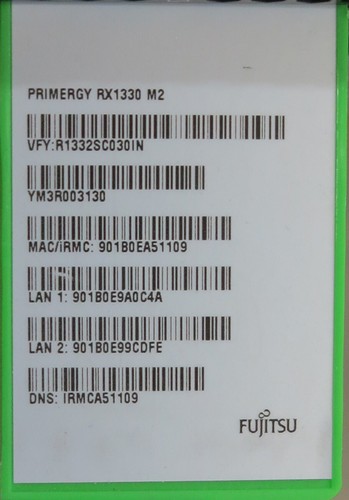 PRIMERGY RX1330 M2
VFY:R1332SC030IN
YM3R003130
MAC/iRMC: 901B0EA51109
LAN 1: 901B0E9A0C4A
LAN 2: 901B0E99CDFE
DNS: IRMCA51109
FUJITSU